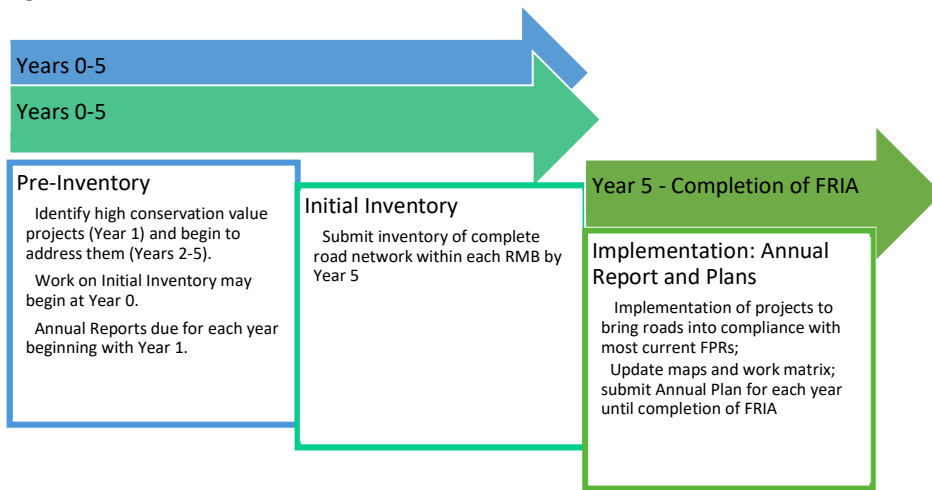 Years 0-5
Years 0-5
Pre-Inventory
Identify high conservation value
projects (Year 1) and begin to
address them (Years 2-5).
Work on Initial Inventory may
begin at Year 0.
Annual Reports due for each year
beginning with Year 1.
Initial Inventory
Submit inventory of complete
road network within each RMB by
Year 5
Year 5 - Completion of FRIA
Implementation: Annual
Report and Plans
Implementation of projects to
bring roads into compliance with
most current FPRs;
Update maps and work matrix;
submit Annual Plan for each year
until completion of FRIA